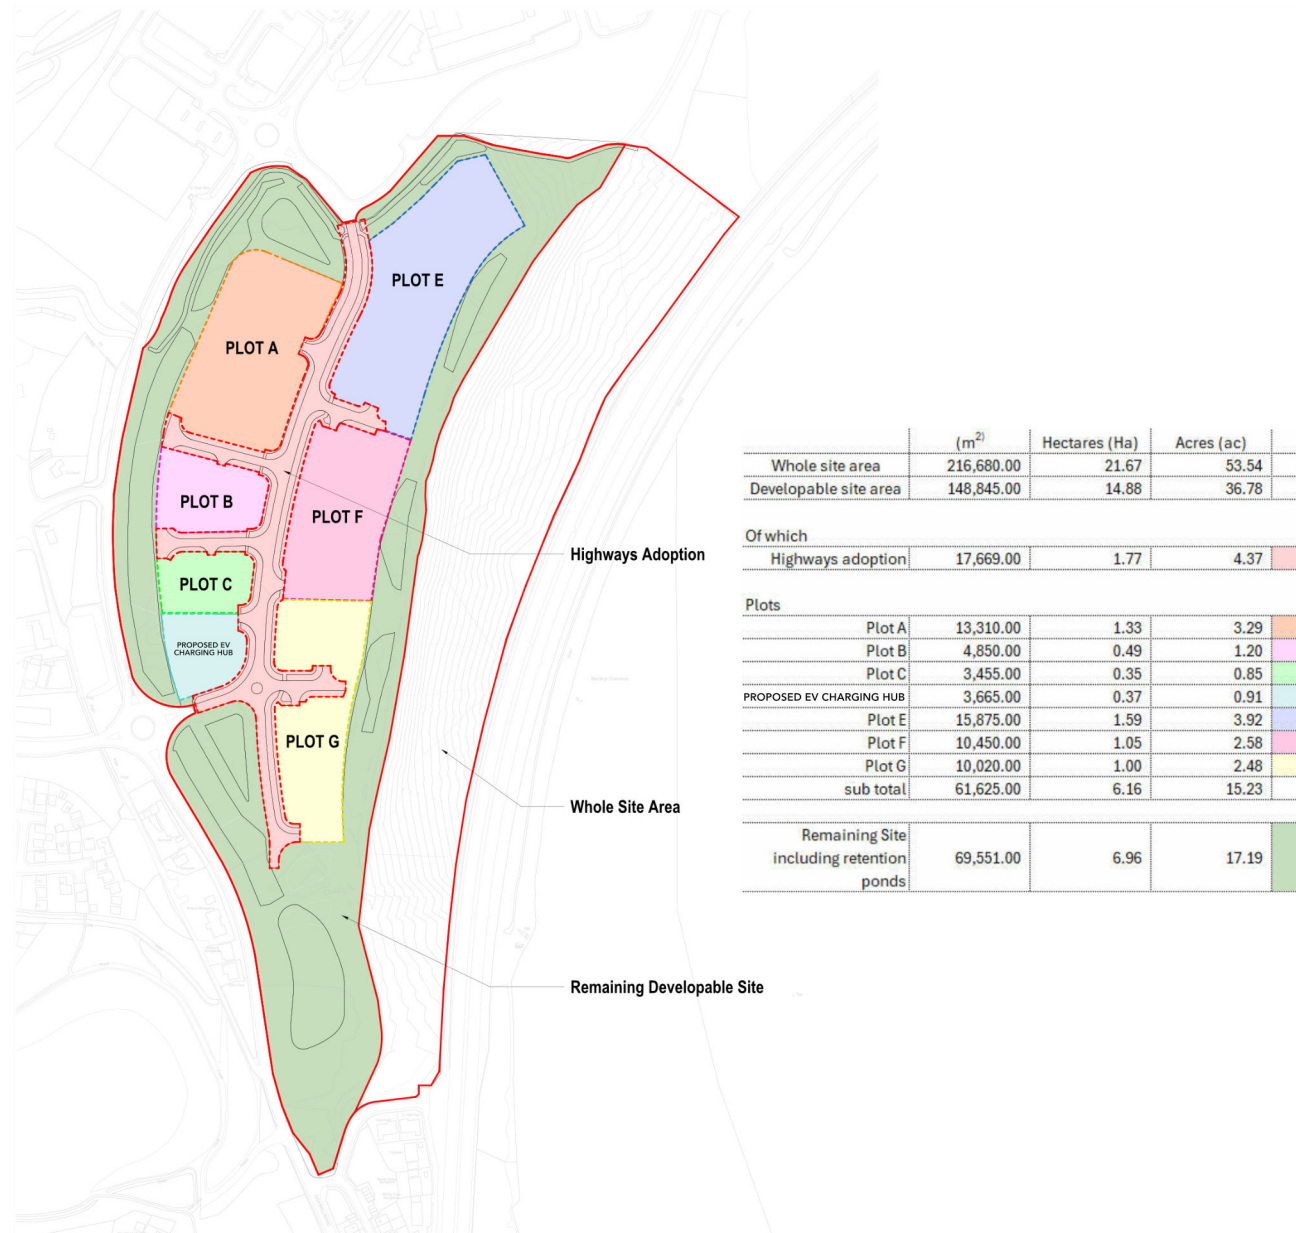 PLOT E
PLOT A
PLOT B
PLOT F
PLOT C
PROPOSED EV
CHARGING HUB
PLOT G
Highways Adoption
Whole Site Area
Remaining Developable Site
(m²⁾ Hectares (Ha) Acres (ac)
Whole site area 216,680.00 21.67 53.54
Developable site area 148,845.00 14.88 36.78
Of which
Highways adoption 17,669.00 1.77 4.37
Plots
Plot A 13,310.00 1.33 3.29
Plot B 4,850.00 0.49 1.20
Plot C 3,455.00 0.35 0.85
PROPOSED EV CHARGING HUB 3,665.00 0.37 0.91
Plot E 15,875.00 1.59 3.92
Plot F 10,450.00 1.05 2.58
Plot G 10,020.00 1.00 2.48
sub total 61,625.00 6.16 15.23
Remaining Site
including retention 69,551.00 6.96 17.19
ponds